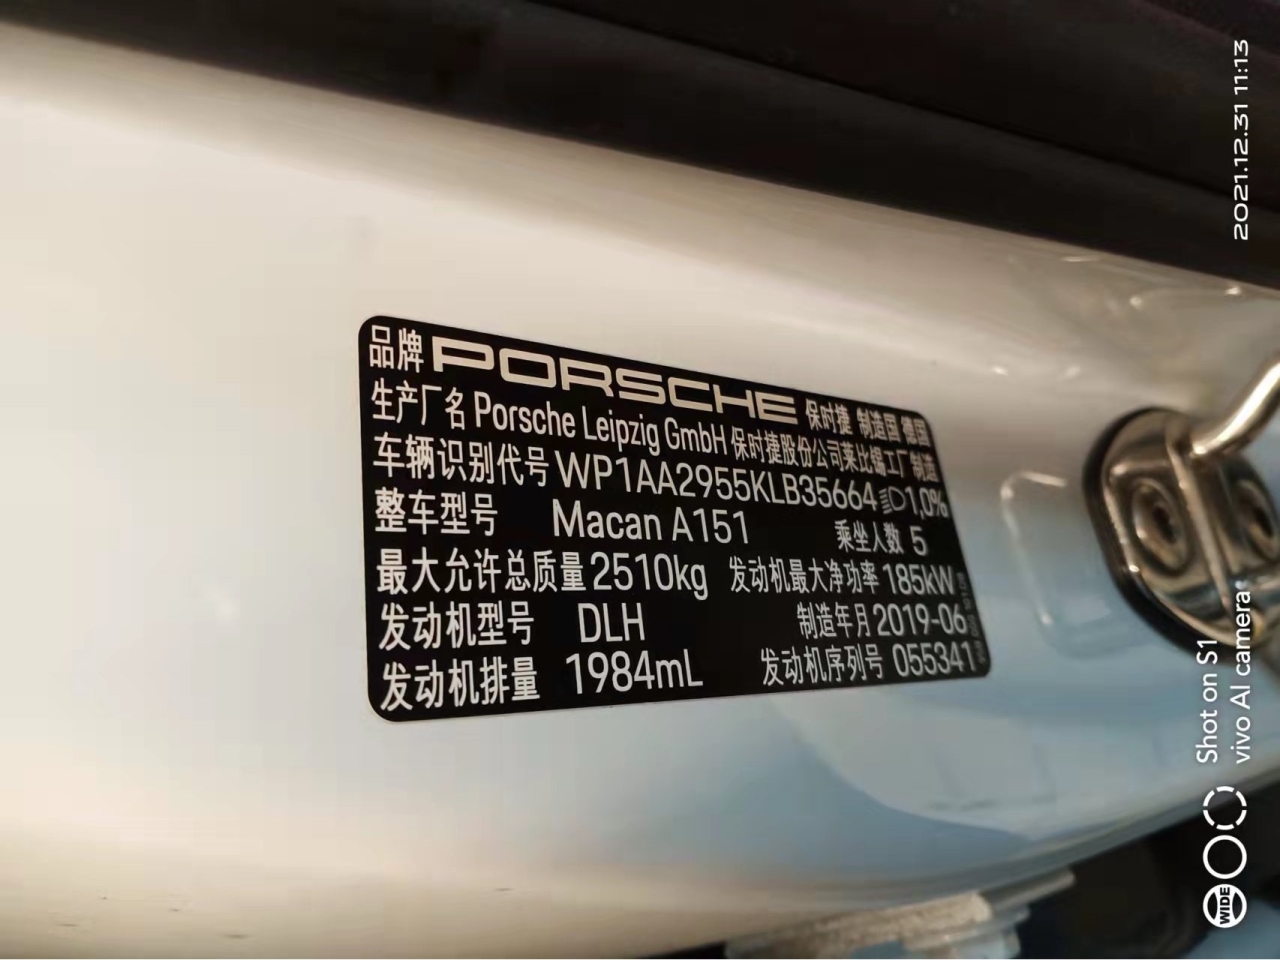 品牌 PORSCHE 保时捷 制造国 德国
生产厂名 Porsche Leipzig GmbH 保时捷股份公司莱比锡工厂制造
车辆识别代号 WP1AA2955KLB35664 1,0%
整车型号 Macan A151 乘坐人数 5
最大允许总质量 2510kg 发动机最大净功率 185kW
发动机型号 DLH 制造年月 2019-06
发动机排量 1984mL 发动机序列号 055341
2021.12.31 11:13
Shot on S1
vivo AI camera
WIDE